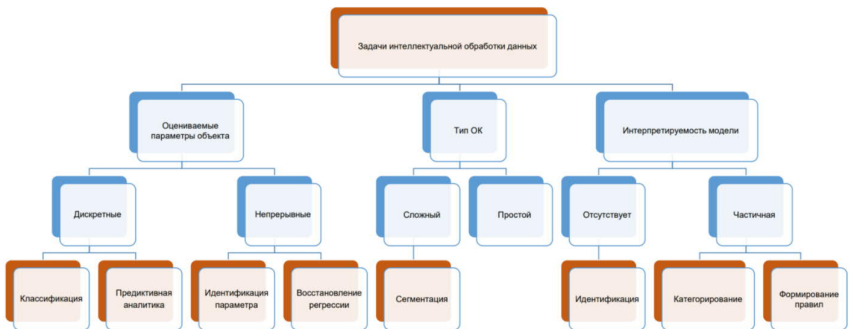 Задачи интеллектуальной обработки данных
Оцениваемые
параметры объекта
Тип ОК
Интерпретируемость модели
Дискретные
Непрерывные
Сложный
Простой
Отсутствует
Частичная
Классификация
Предиктивная
аналитика
Идентификация
параметра
Восстановление
регрессии
Сегментация
Идентификация
Категорирование
Формирование
правил